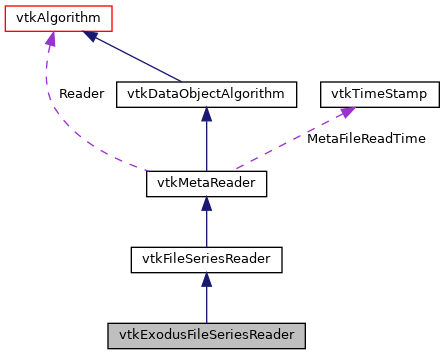 vtkAlgorithm
Reader
vtkDataObjectAlgorithm
vtkTimeStamp
MetaFileReadTime
vtkMetaReader
vtkFileSeriesReader
vtkExodusFileSeriesReader